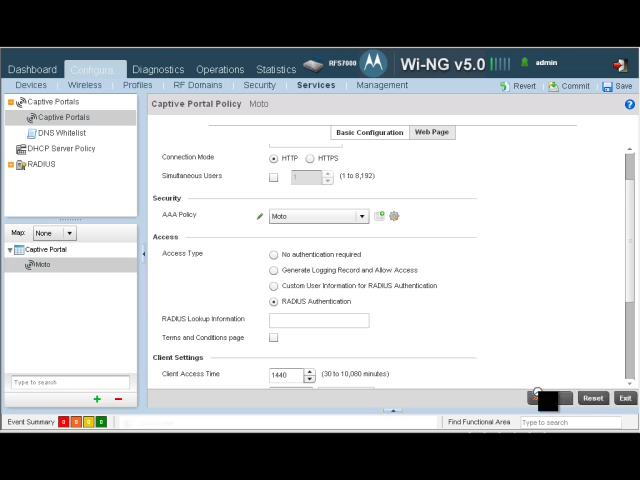 RFS7000 Wi-NG v5.0 admin
Dashboard Diagnostics Operations Statistics
Devices Wireless Profiles RF Domains Security Services Management Revert Commit Save
Captive Portals
Captive Portals
DNS Whitelist
DHCP Server Policy
RADIUS
Map: None
Captive Portal
Moto
Type to search
Captive Portal Policy Moto
Basic Configuration Web Page
Connection Mode HTTP HTTPS
Simultaneous Users 1 (1 to 8,192)
Security
AAA Policy Moto
Access
Access Type No authentication required
Generate Logging Record and Allow Access
Custom User Information for RADIUS Authentication
RADIUS Authentication
RADIUS Lookup Information
Terms and Conditions page
Client Settings
Client Access Time 1440 (30 to 10,080 minutes)
Reset Exit
Event Summary 0 0 0 0 Find Functional Area Type to search